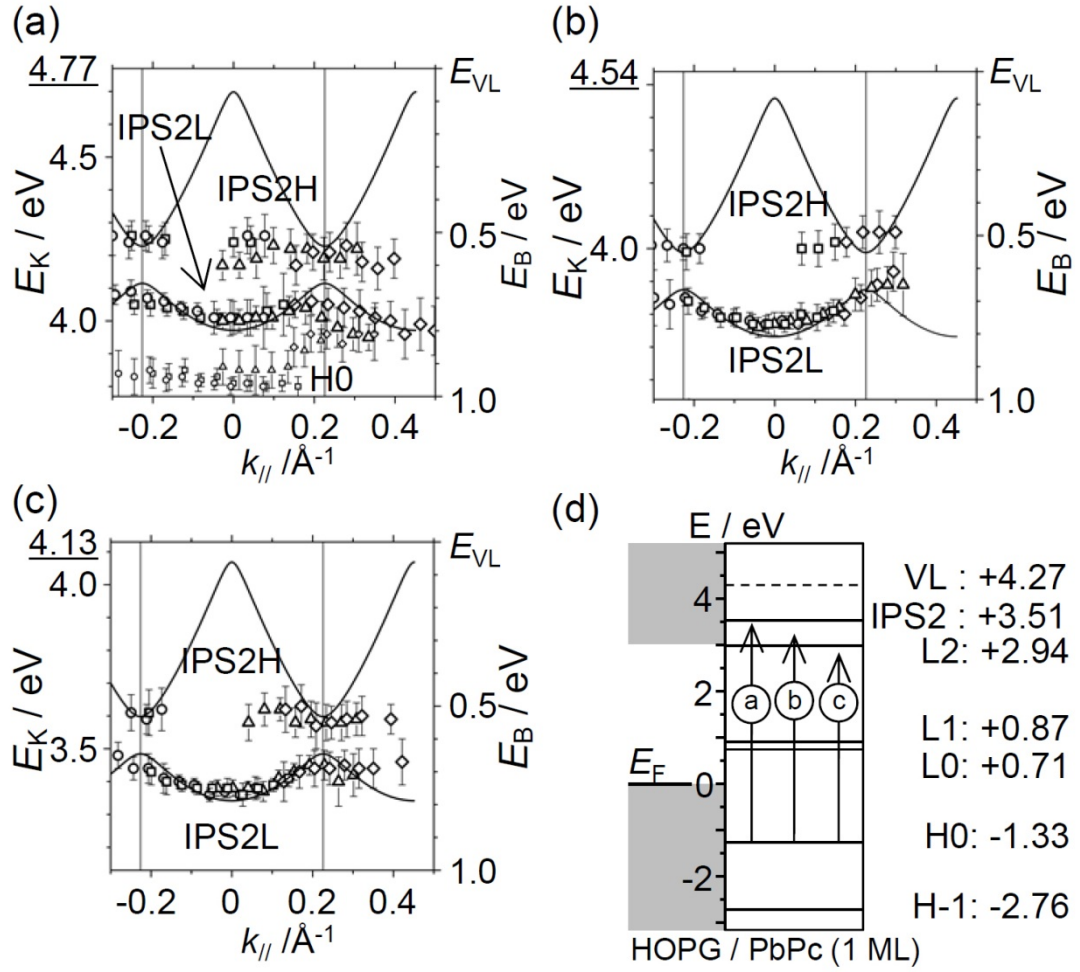 (a)
4.77
E_VL
IPS2L
4.5
IPS2H
0.5
4.0
H0
1.0
E_K / eV
E_B / eV
-0.2 0 0.2 0.4
k_// /Å⁻¹
(b)
4.54
E_VL
IPS2H
0.5
4.0
IPS2L
1.0
E_K / eV
E_B / eV
-0.2 0 0.2 0.4
k_// /Å⁻¹
(c)
4.13
E_VL
4.0
IPS2H
0.5
3.5
IPS2L
1.0
E_K / eV
E_B / eV
-0.2 0 0.2 0.4
k_// /Å⁻¹
(d)
E / eV
VL : +4.27
4
IPS2 : +3.51
L2: +2.94
2
a b c
L1: +0.87
E_F
L0: +0.71
0
H0: -1.33
-2
H-1: -2.76
HOPG / PbPc (1 ML)